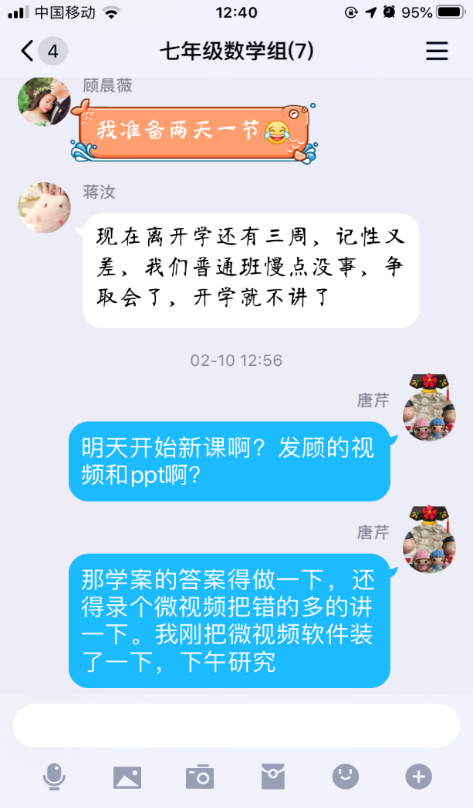 中国移动
12:40
95%
4
七年级数学组(7)
顾晨薇
我准备两天一节😂
蒋汝
现在离开学还有三周，记性又
差，我们普通班慢点没事，争
取会了，开学就不讲了
02-10 12:56
唐芹
明天开始新课啊？发顾的视
频和ppt啊？
唐芹
那学案的答案得做一下，还
得录个微视频把错的多的讲
一下。我刚把微视频软件装
了一下，下午研究